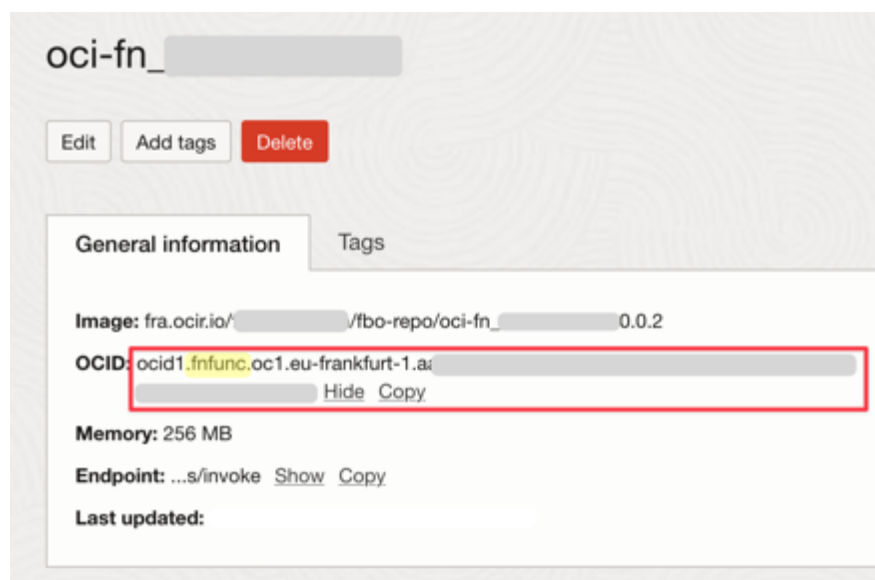 oci-fn_
Edit Add tags Delete
General information Tags
Image: fra.ocir.io/ /fbo-repo/oci-fn_ 0.0.2
OCID: ocid1.fnfunc.oc1.eu-frankfurt-1.aa
Hide Copy
Memory: 256 MB
Endpoint: ...s/invoke Show Copy
Last updated: